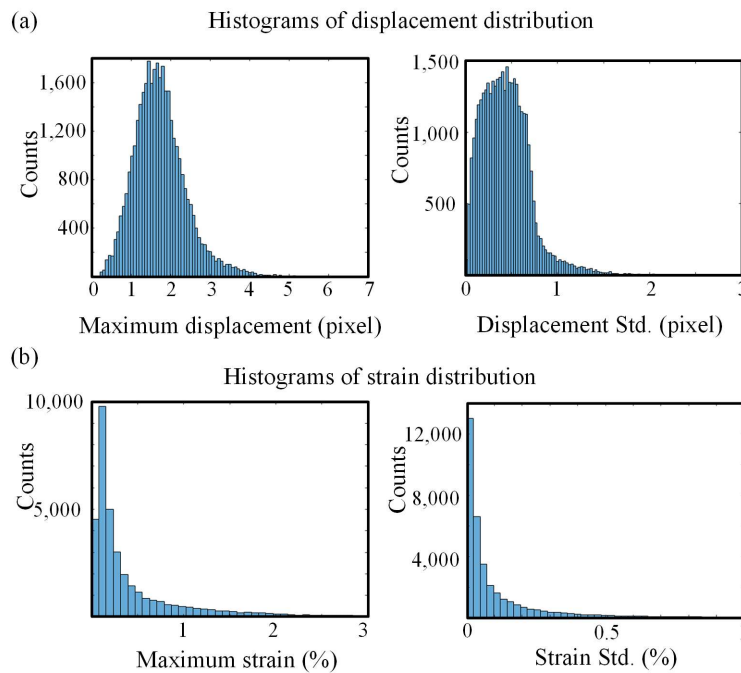 (a) Histograms of displacement distribution
1,600
1,200
800
400
Counts
0 1 2 3 4 5 6 7
Maximum displacement (pixel)
1,500
1,000
500
Counts
0 1 2 3
Displacement Std. (pixel)
(b)
Histograms of strain distribution
10,000
5,000
Counts
1 2 3
Maximum strain (%)
12,000
8,000
4,000
Counts
0 0.5
Strain Std. (%)